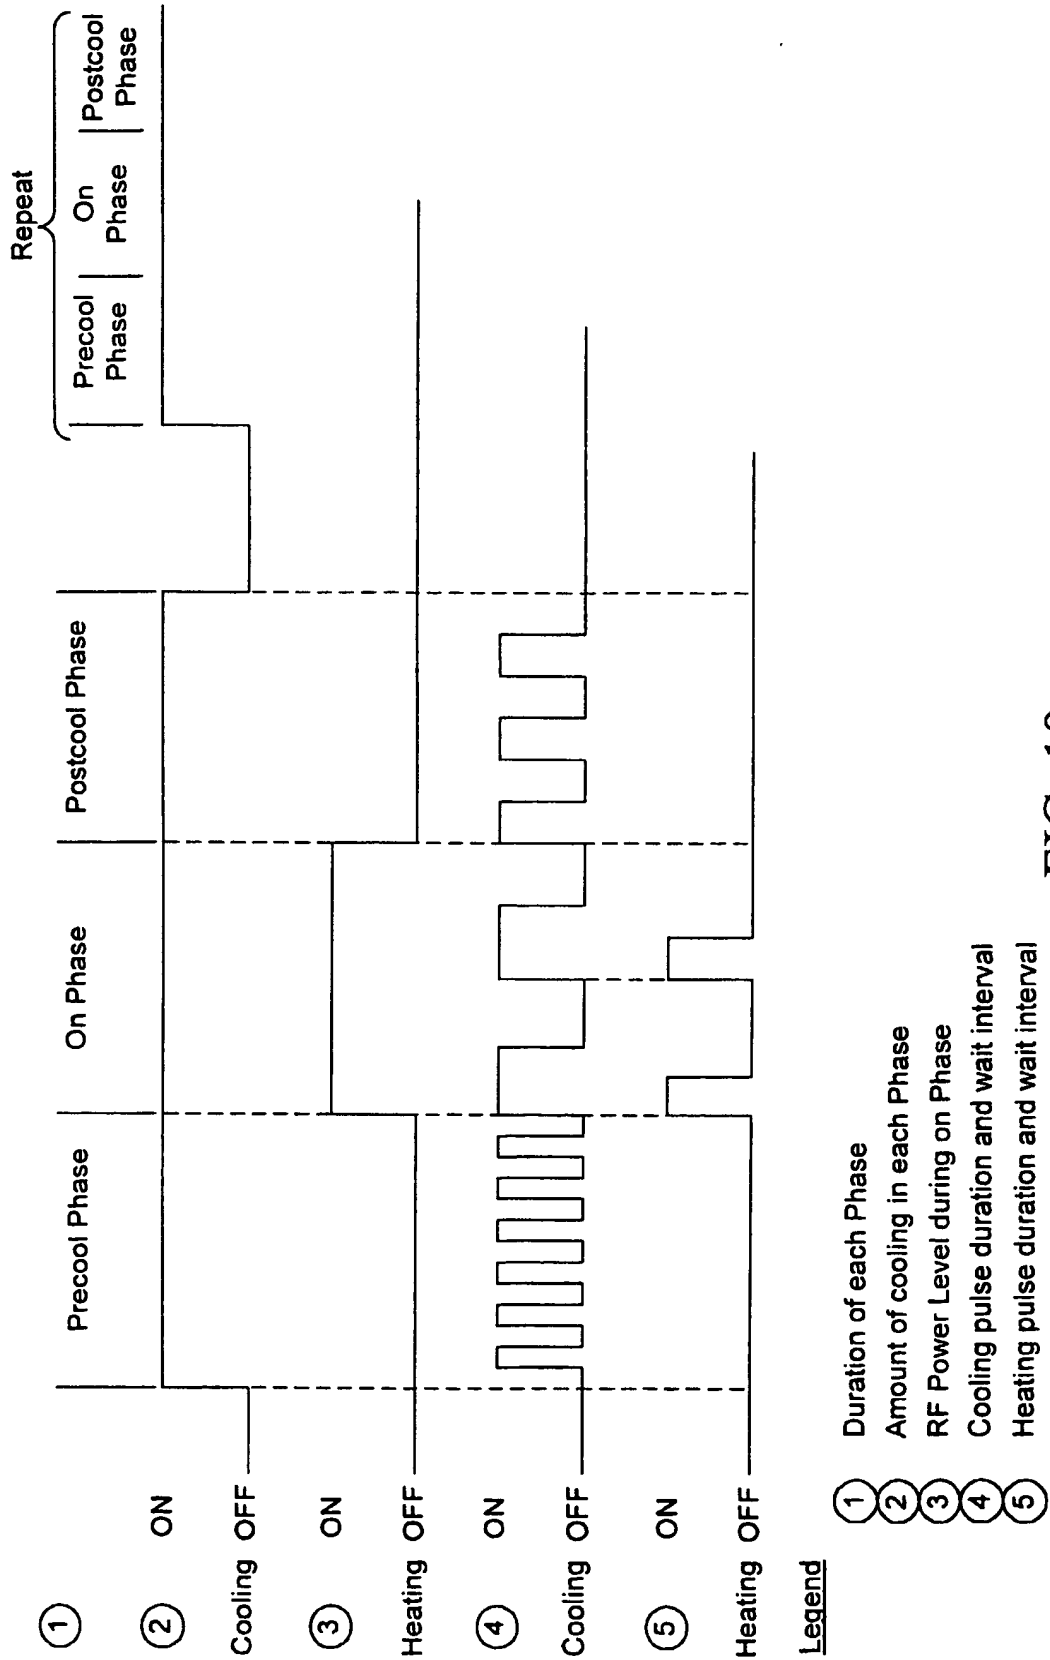 Repeat
① Precool Phase On Phase Postcool Phase Precool Phase On Phase Postcool Phase
② ON
Cooling OFF
③ ON
Heating OFF
④ ON
Cooling OFF
⑤ ON
Heating OFF
Legend
① Duration of each Phase
② Amount of cooling in each Phase
③ RF Power Level during on Phase
④ Cooling pulse duration and wait interval
⑤ Heating pulse duration and wait interval